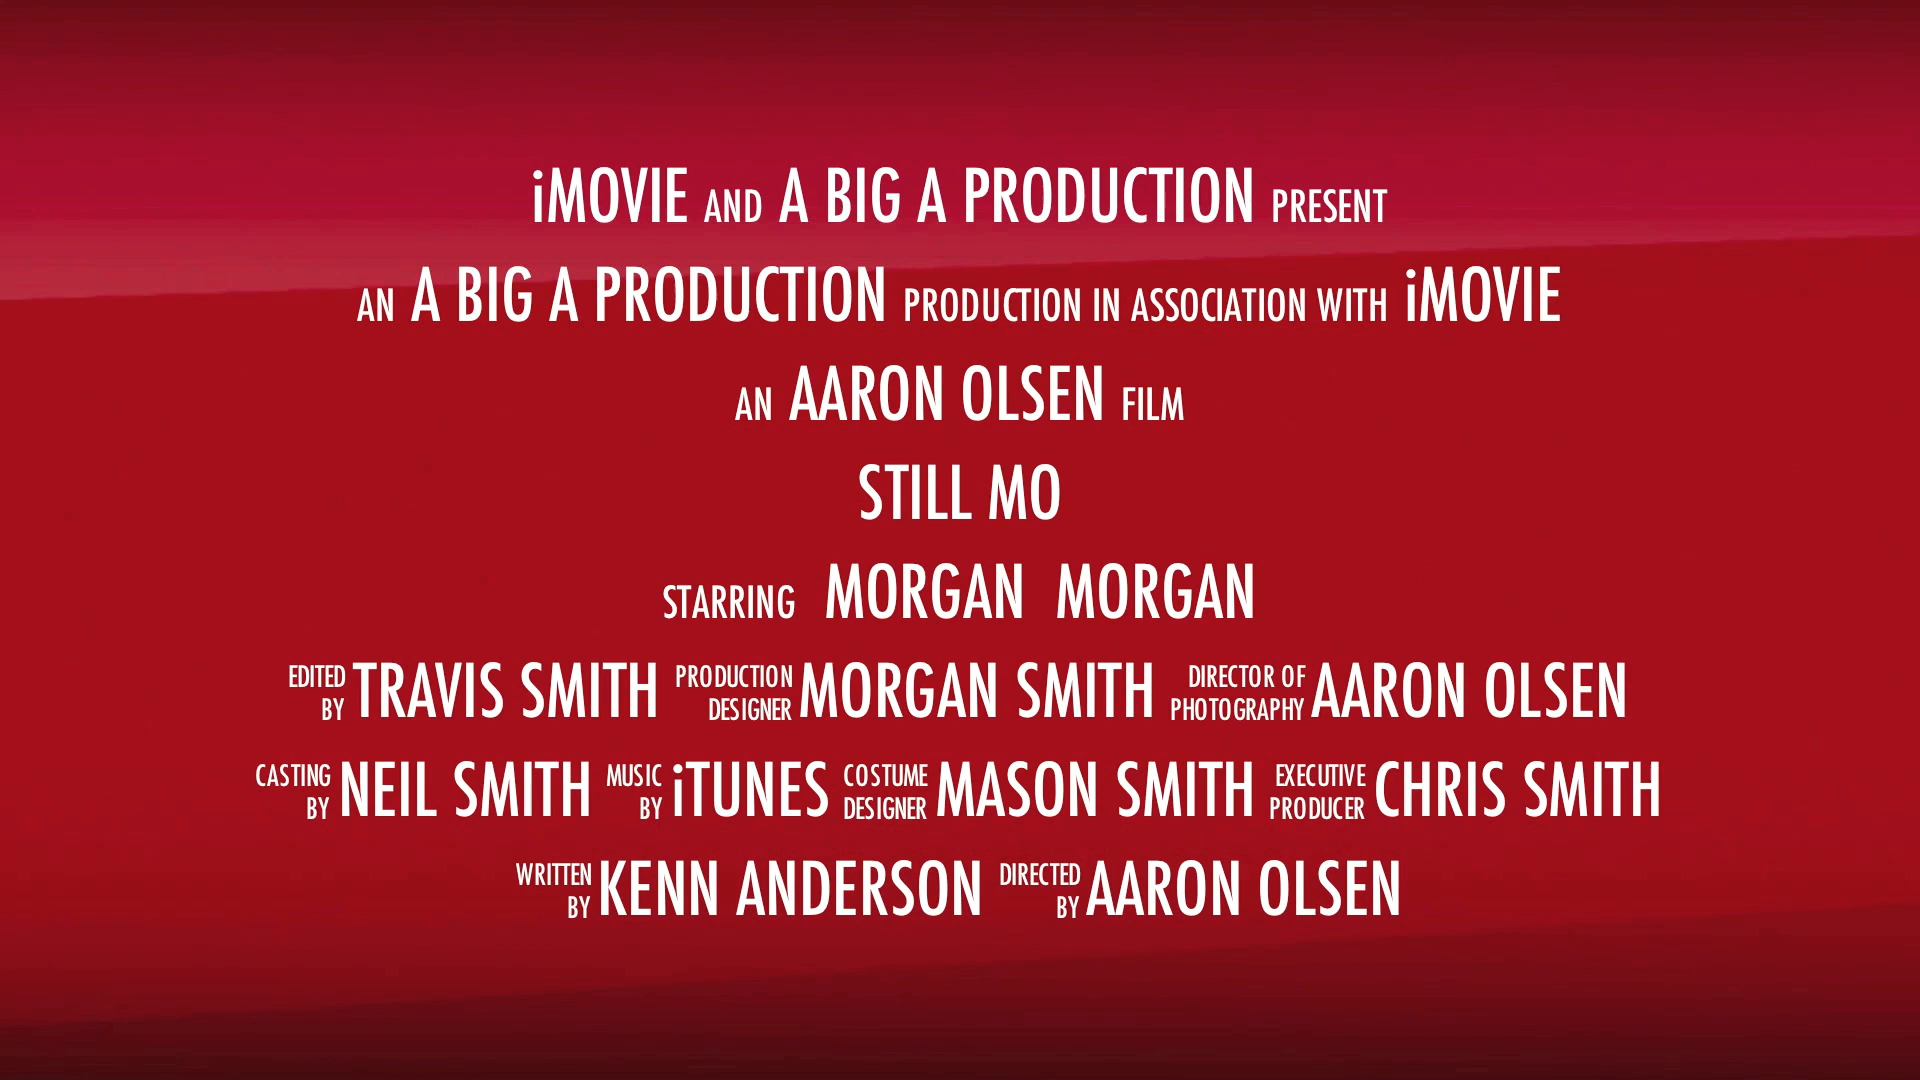 iMOVIE AND A BIG A PRODUCTION PRESENT
AN A BIG A PRODUCTION PRODUCTION IN ASSOCIATION WITH iMOVIE
AN AARON OLSEN FILM
STILL MO
STARRING MORGAN MORGAN
EDITED BY TRAVIS SMITH PRODUCTION DESIGNER MORGAN SMITH DIRECTOR OF PHOTOGRAPHY AARON OLSEN
CASTING BY NEIL SMITH MUSIC BY iTUNES COSTUME DESIGNER MASON SMITH EXECUTIVE PRODUCER CHRIS SMITH
WRITTEN BY KENN ANDERSON DIRECTED BY AARON OLSEN